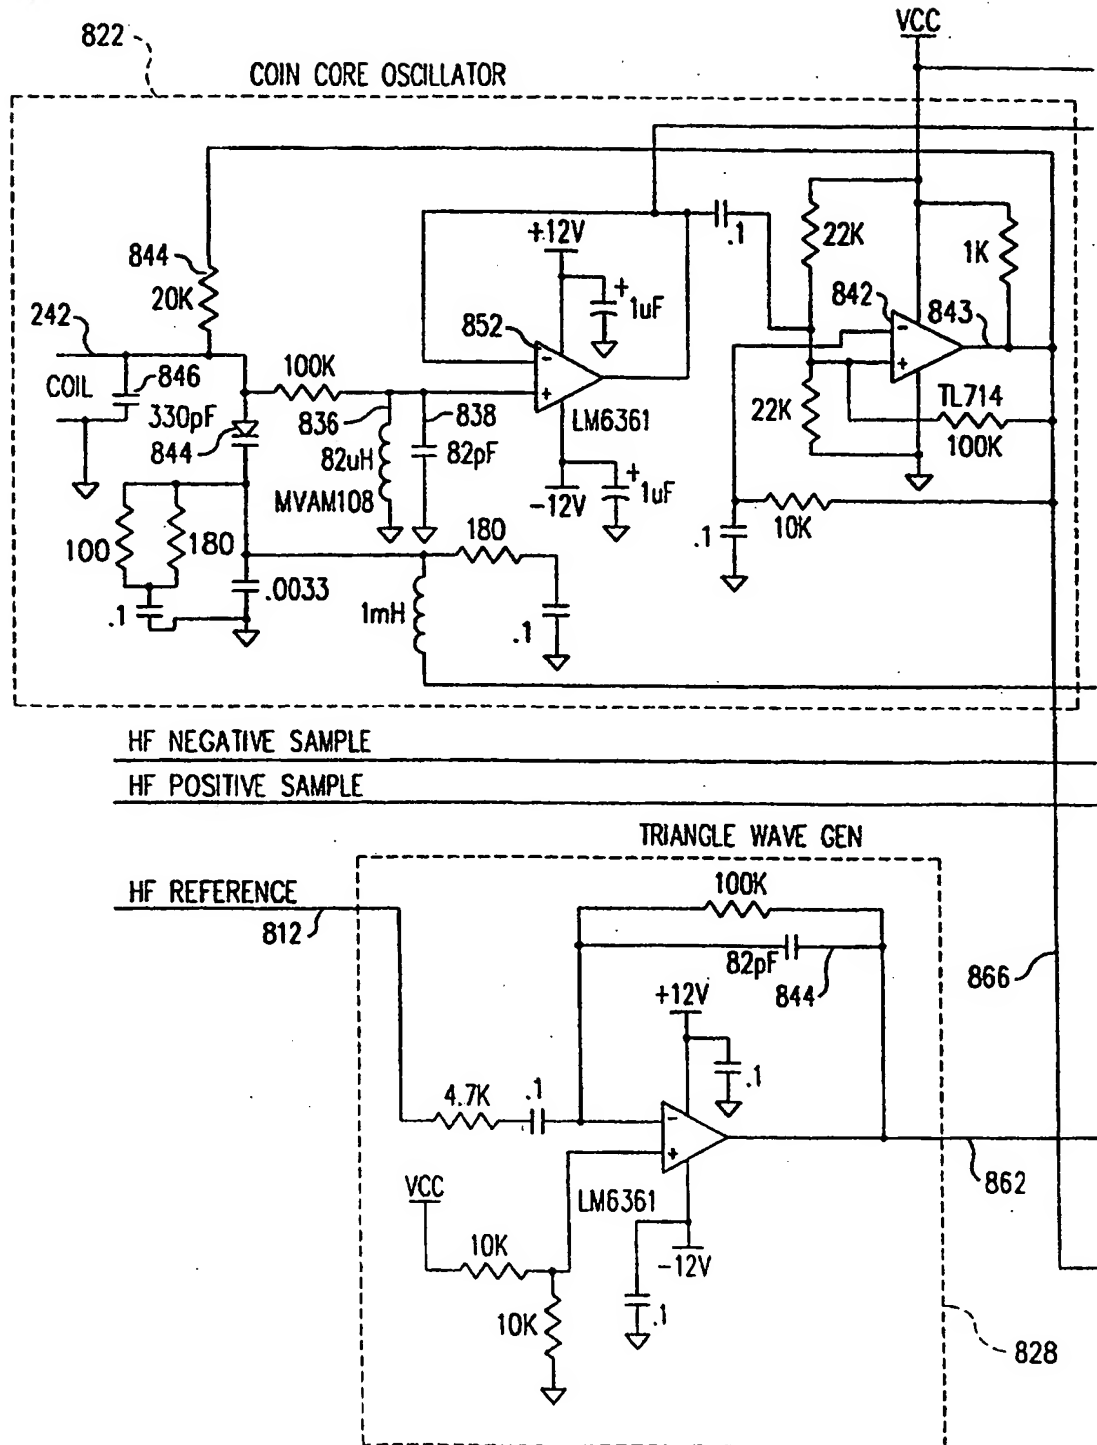 VCC
822
COIN CORE OSCILLATOR
.1
+12V
22K
1K
844
20K
+
1uF
842
843
242
852
-
+
COIL
846
330pF
844
100K
836
838
82uH
82pF
MVAM108
-
+
LM6361
-12V
+
1uF
22K
TL714
100K
100
180
.0033
180
.1
10K
.1
1mH
.1
HF NEGATIVE SAMPLE
HF POSITIVE SAMPLE
TRIANGLE WAVE GEN
HF REFERENCE
812
100K
82pF
844
866
+12V
.1
4.7K
.1
-
+
VCC
LM6361
862
10K
-12V
10K
.1
828